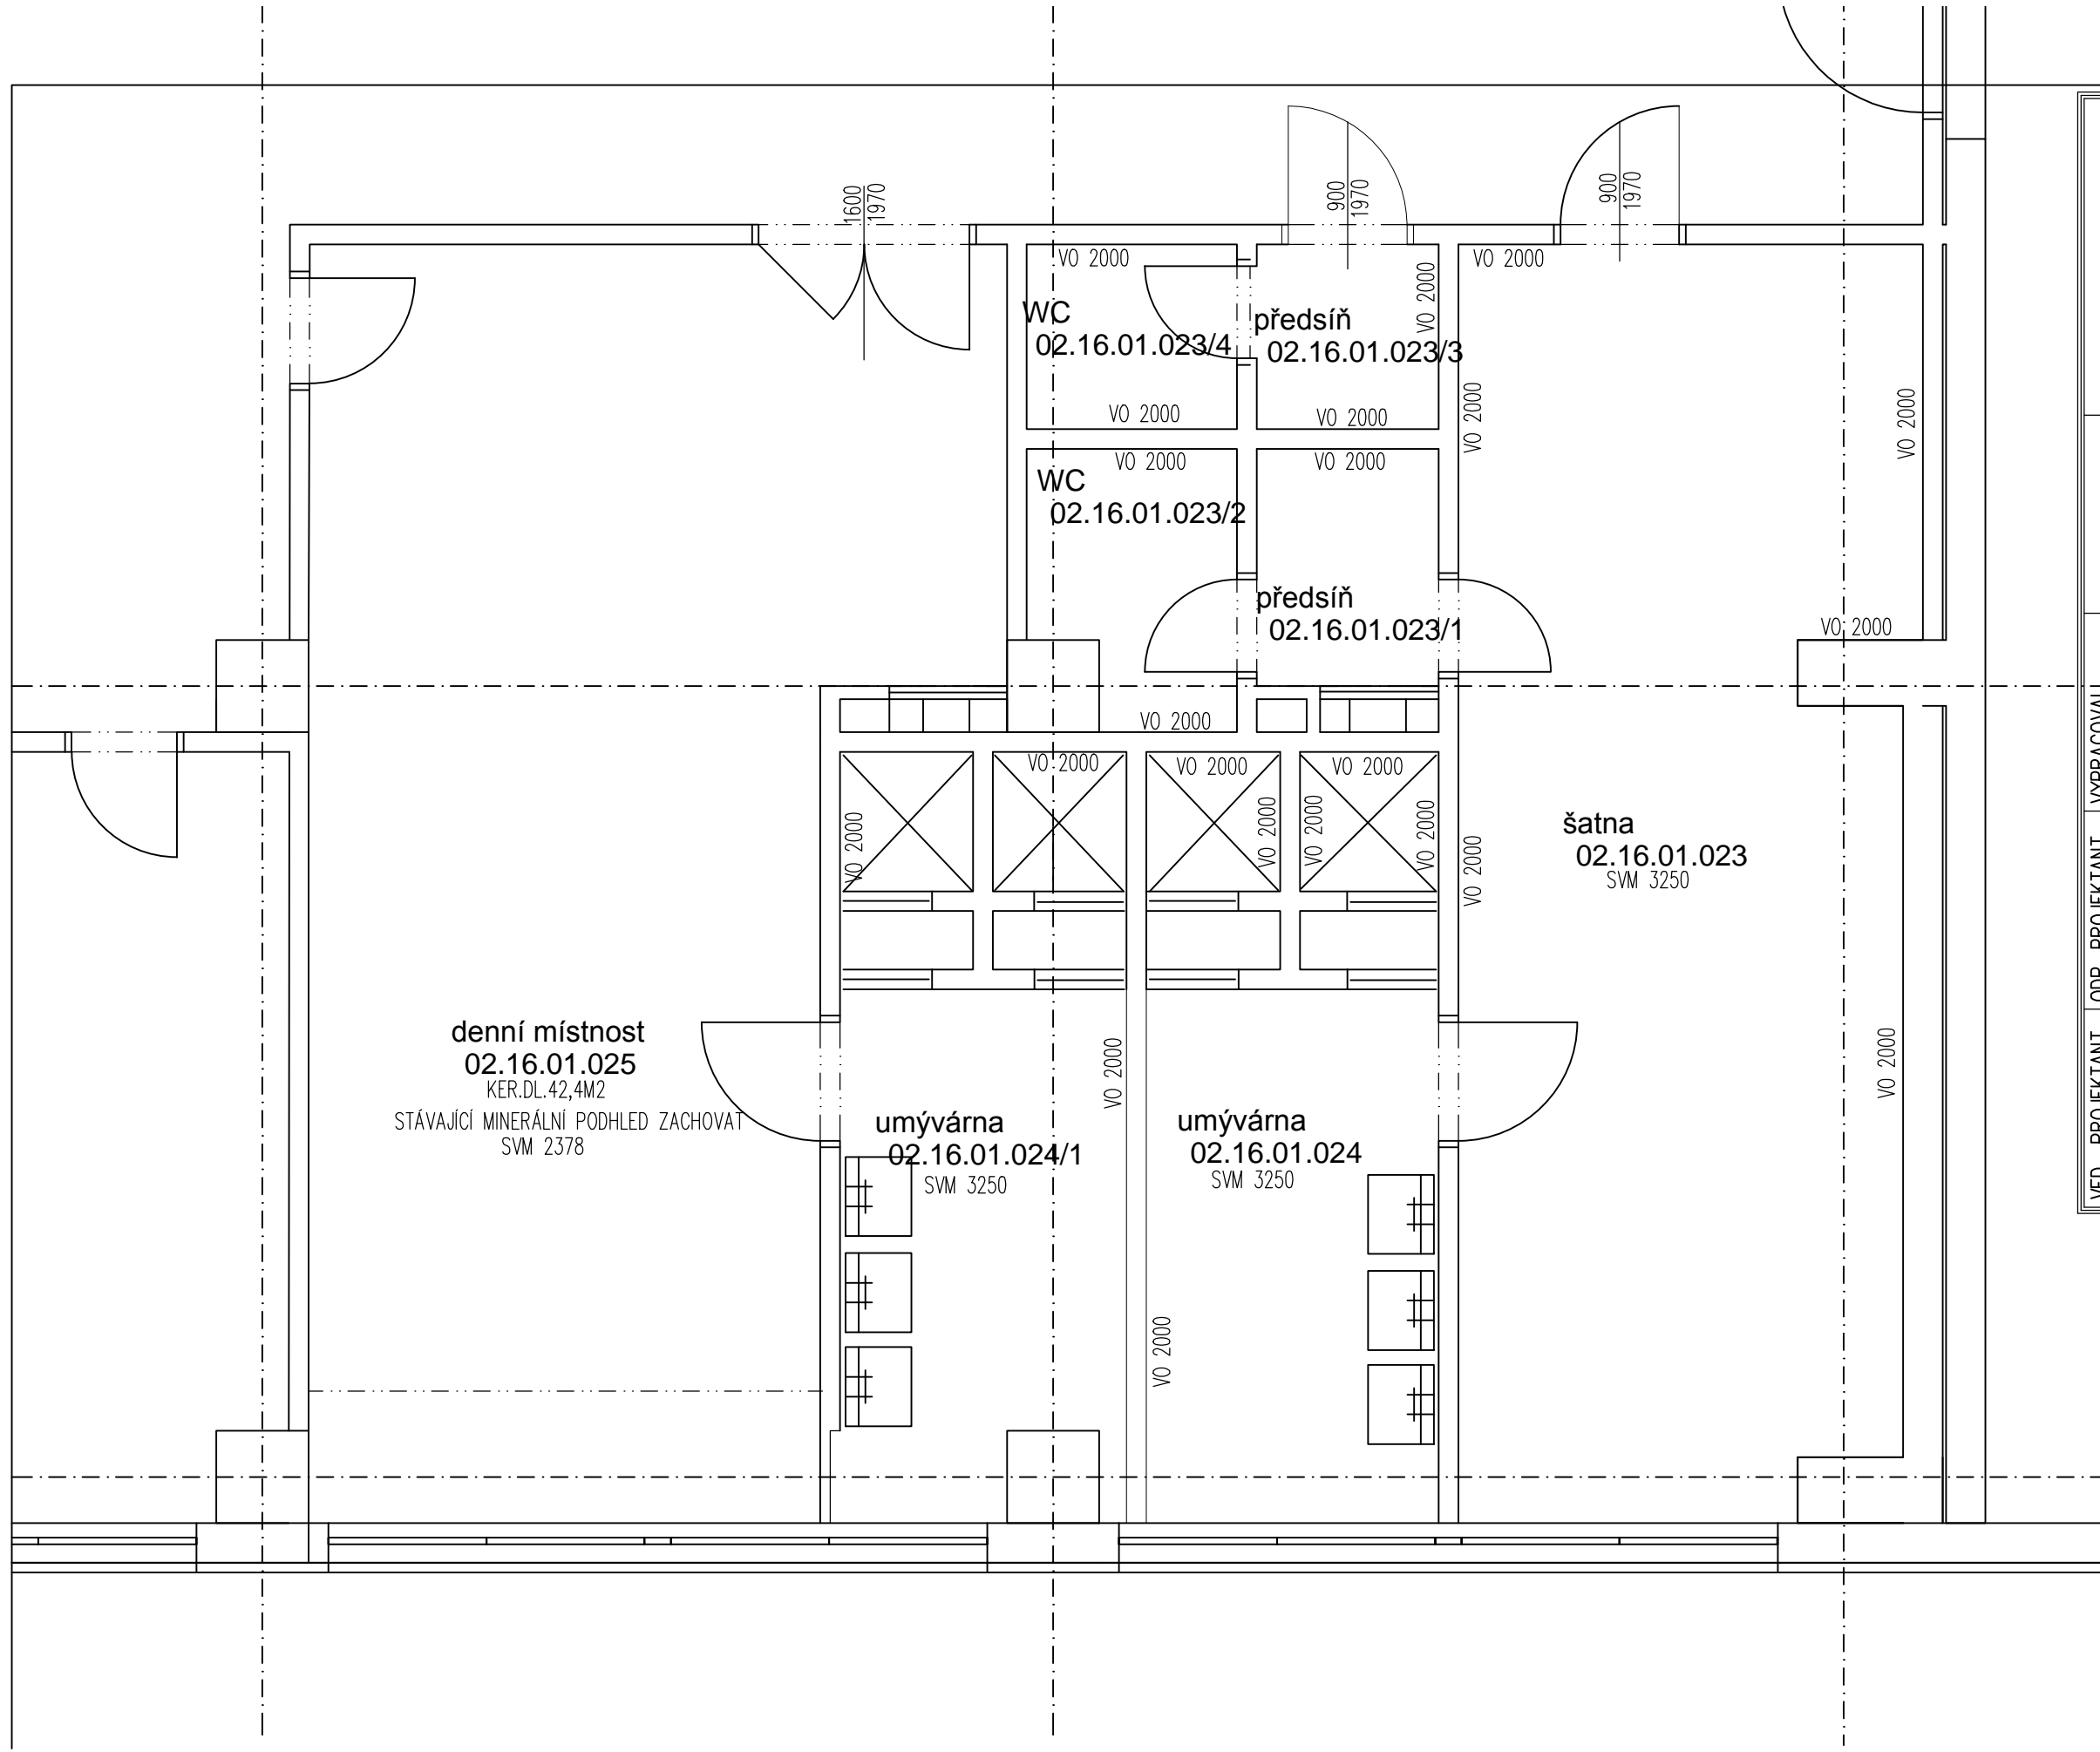 1600
1970
900
1970
900
1970
VO 2000
VO 2000
VO 2000
WC
02.16.01.023/4
předsíň
02.16.01.023/3
VO 2000
VO 2000
VO 2000
VO 2000
VO 2000
VO 2000
WC
02.16.01.023/2
předsíň
02.16.01.023/1
VO 2000
VO 2000
VO 2000
VO 2000
VO 2000
VO 2000
VO 2000
VO 2000
VO 2000
VO 2000
šatna
02.16.01.023
SVM 3250
denní místnost
02.16.01.025
KER.DL.42,4M2
STÁVAJÍCÍ MINERÁLNÍ PODHLED ZACHOVAT
SVM 2378
VO 2000
VO 2000
umývárna
02.16.01.024/1
SVM 3250
umývárna
02.16.01.024
SVM 3250
VO 2000
VYPRACOVAL
ODP. PROJEKTANT
VED. PROJEKTANT